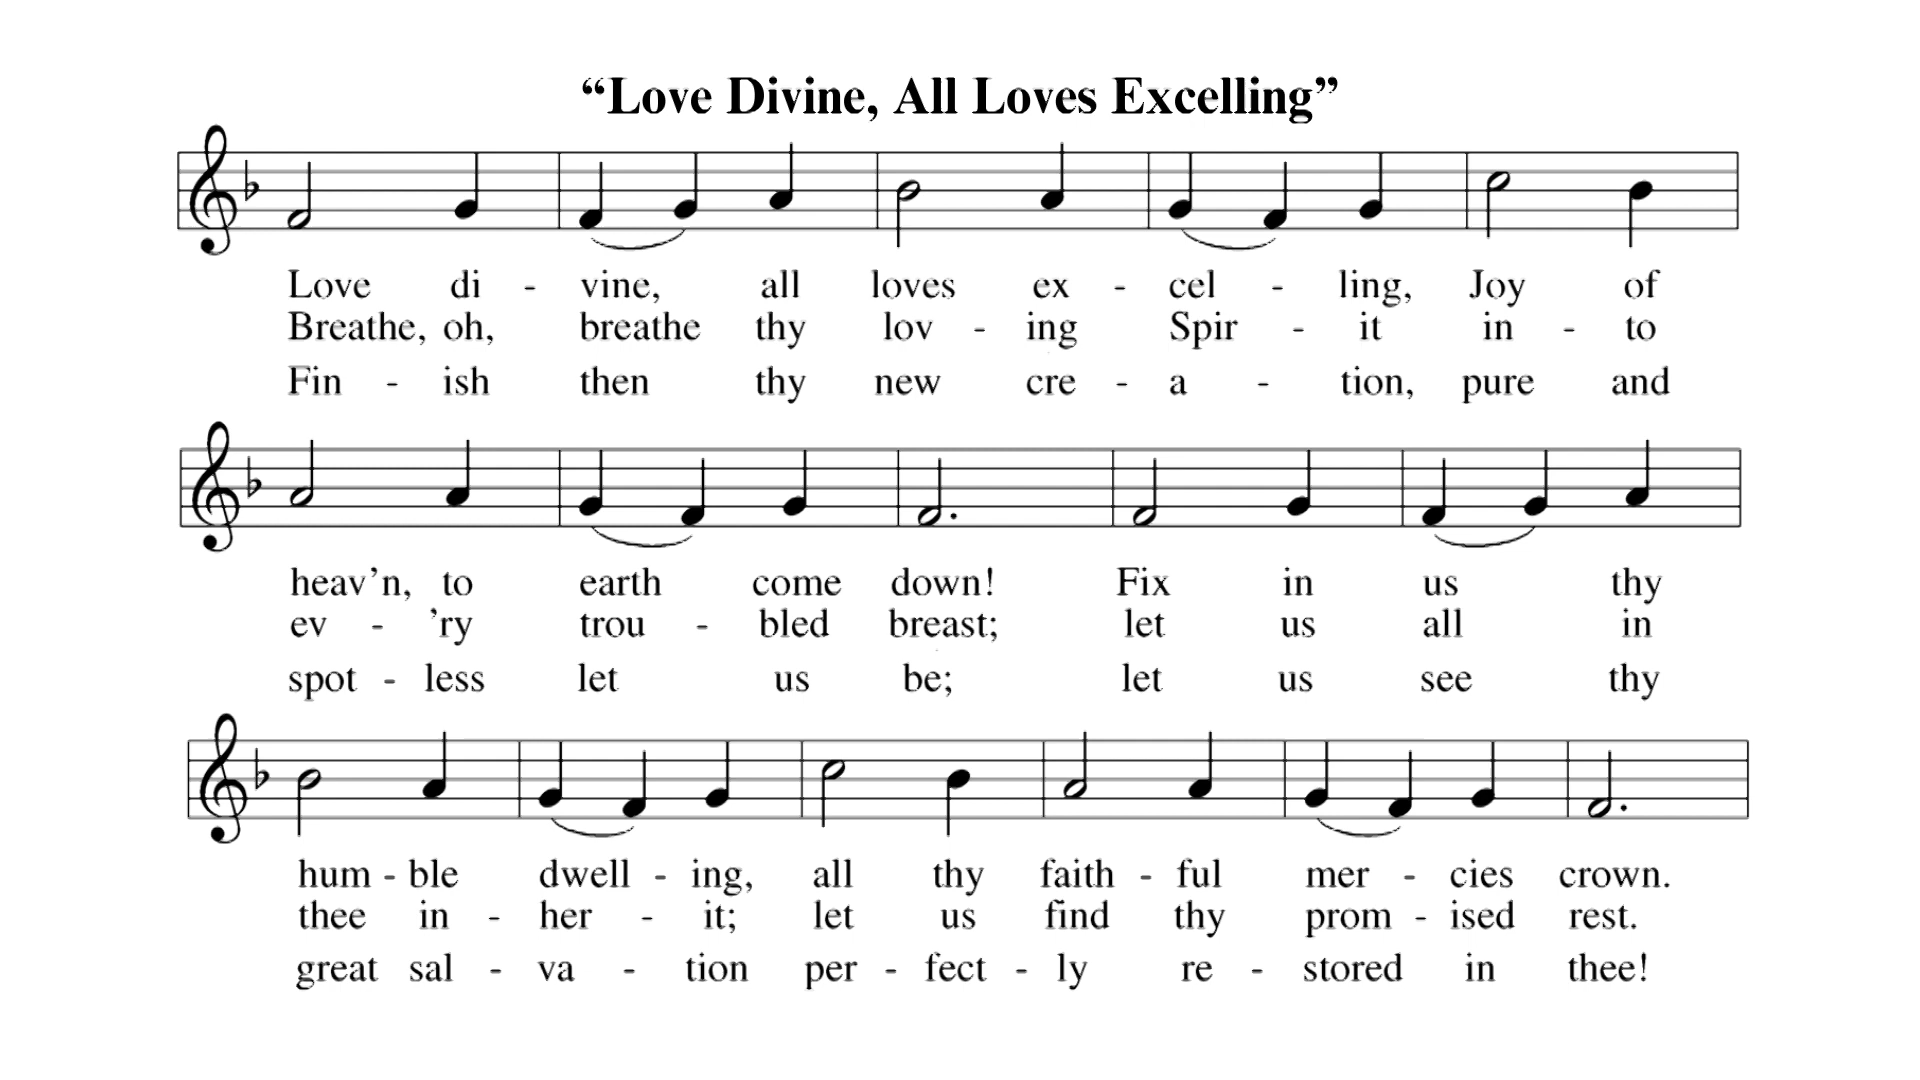 “Love Divine, All Loves Excelling”
Love di - vine, all loves ex - cel - ling, Joy of
Breathe, oh, breathe thy lov - ing Spir - it in - to
Fin - ish then thy new cre - a - tion, pure and
heav’n, to earth come down! Fix in us thy
ev - ’ry trou - bled breast; let us all in
spot - less let us be; let us see thy
hum - ble dwell - ing, all thy faith - ful mer - cies crown.
thee in - her - it; let us find thy prom - ised rest.
great sal - va - tion per - fect - ly re - stored in thee!